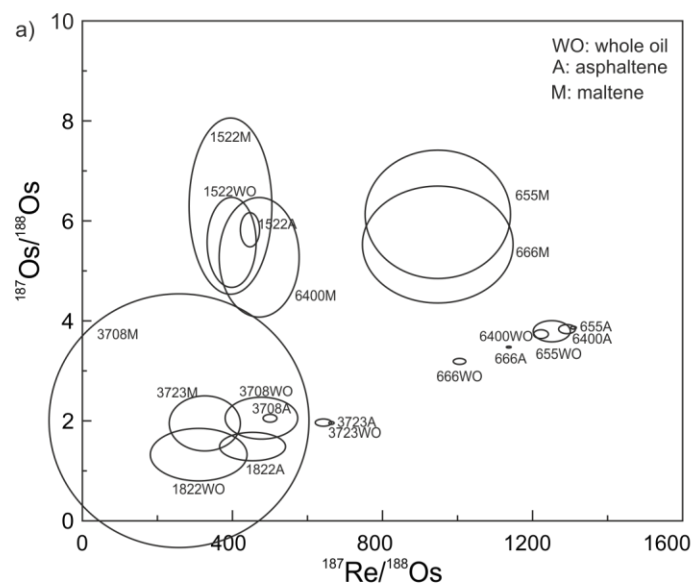 a)
10
WO: whole oil
A: asphaltene
M: maltene
8
1522M
1522WO
1522A
655M
6
666M
6400M
¹⁸⁷Os/¹⁸⁸Os
4
3708M
6400WO
655A
6400A
655WO
666A
666WO
3723M
3708WO
3708A
2
3723A
3723WO
1822A
1822WO
0
0
400
800
1200
1600
¹⁸⁷Re/¹⁸⁸Os